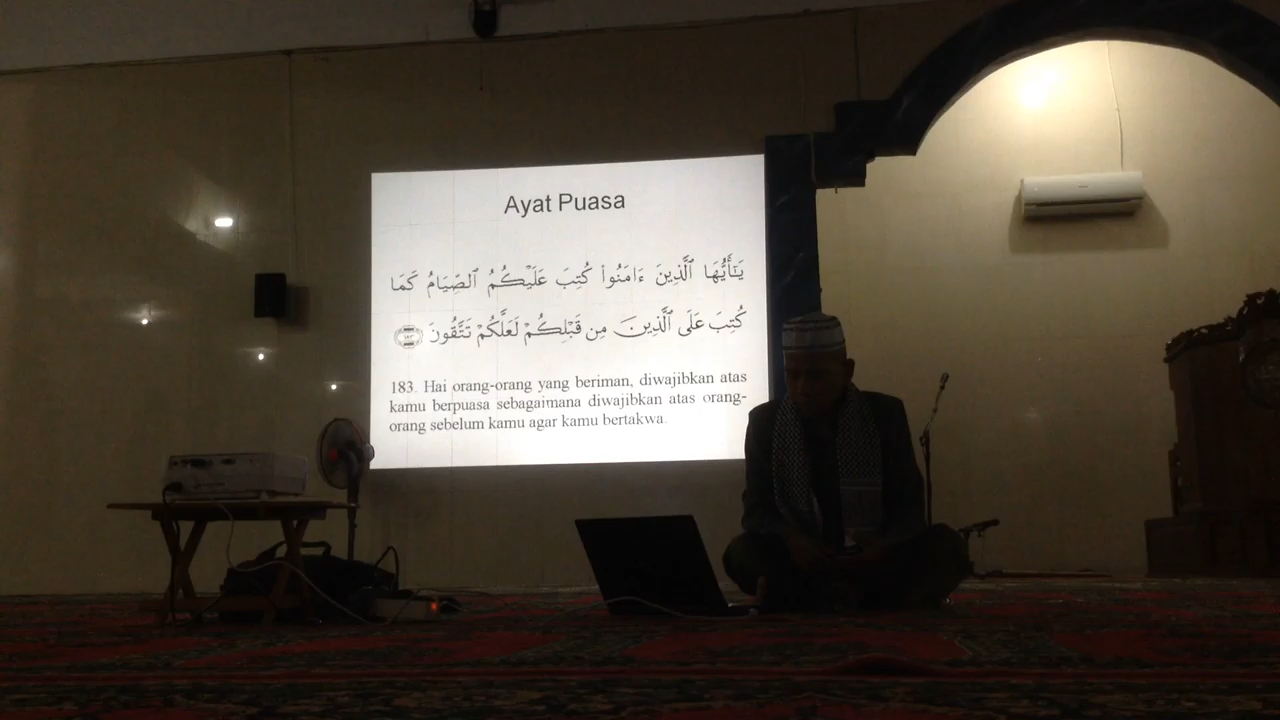 Ayat Puasa
يَـٰٓأَيُّهَا ٱلَّذِينَ ءَامَنُوا۟ كُتِبَ عَلَيْكُمُ ٱلصِّيَامُ كَمَا
كُتِبَ عَلَى ٱلَّذِينَ مِن قَبْلِكُمْ لَعَلَّكُمْ تَتَّقُونَ ١٨٣
183. Hai orang-orang yang beriman, diwajibkan atas
kamu berpuasa sebagaimana diwajibkan atas orang-
orang sebelum kamu agar kamu bertakwa.